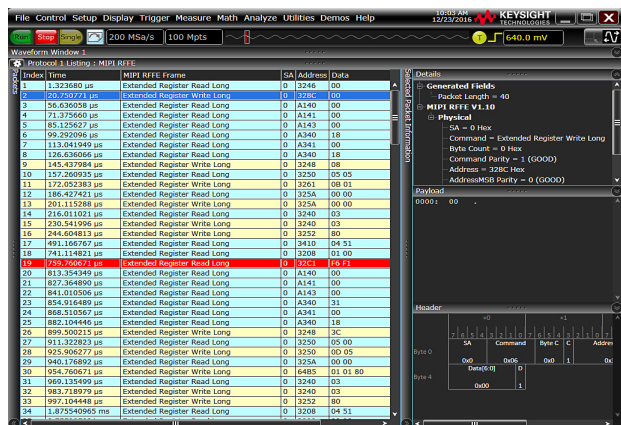 File Control Setup Display Trigger Measure Math Analyze Utilities Demos Help
10:03 AM
12/23/2016
KEYSIGHT
TECHNOLOGIES
Run Stop Single 200 MSa/s 100 Mpts T 640.0 mV
Waveform Window 1
Protocol 1 Listing : MIPI RFFE
Packets
Index Time MIPI RFFE Frame SA Address Data
1 1.323680 µs Extended Register Read Long 0 3246 00
2 20.750771 µs Extended Register Write Long 0 328C 00
3 56.636058 µs Extended Register Read Long 0 A140 00
4 71.375660 µs Extended Register Read Long 0 A141 00
5 85.125627 µs Extended Register Read Long 0 A143 00
6 99.292096 µs Extended Register Read Long 0 A340 18
7 113.041949 µs Extended Register Read Long 0 A341 00
8 126.636066 µs Extended Register Read Long 0 A340 18
9 145.437984 µs Extended Register Write Long 0 3248 08
10 157.260935 µs Extended Register Read Long 0 3250 05 05
11 172.052383 µs Extended Register Write Long 0 3261 0B 01
12 186.427421 µs Extended Register Read Long 0 325A 00 00
13 201.115288 µs Extended Register Write Long 0 325A 00 00
14 216.011021 µs Extended Register Read Long 0 3240 03
15 230.541996 µs Extended Register Write Long 0 3240 03
16 244.604813 µs Extended Register Write Long 0 3252 80
17 491.166767 µs Extended Register Read Long 0 3410 04 51
18 741.114821 µs Extended Register Read Long 0 3208 01 00
19 759.760671 µs Extended Register Write Long 0 32C1 F6 F1
20 813.354349 µs Extended Register Read Long 0 A140 00
21 827.364890 µs Extended Register Read Long 0 A141 00
22 841.010506 µs Extended Register Read Long 0 A143 00
23 854.916489 µs Extended Register Read Long 0 A340 31
24 868.510567 µs Extended Register Read Long 0 A341 00
25 882.104446 µs Extended Register Read Long 0 A340 18
26 899.500215 µs Extended Register Write Long 0 3248 3C
27 911.322823 µs Extended Register Read Long 0 3250 05 00
28 925.906277 µs Extended Register Write Long 0 3250 0D 05
29 940.176892 µs Extended Register Write Long 0 325A 00 00
30 954.760671 µs Extended Register Write Long 0 64B5 01 01 80
31 969.135499 µs Extended Register Read Long 0 3240 03
32 983.718979 µs Extended Register Write Long 0 3240 03
33 997.104448 µs Extended Register Write Long 0 3252 80
34 1.875540965 ms Extended Register Read Long 0 3208 04 51
Selected Packet Information
Details
Generated Fields
Packet Length = 40
MIPI RFFE V1.10
Physical
SA = 0 Hex
Command = Extended Register Write Long
Byte Count = 0 Hex
Command Parity = 1 (GOOD)
Address = 328C Hex
AddressMSB Parity = 0 (GOOD)
Payload
0000: 00 .
Header
+0 +1
7 6 5 4 3 2 1 0 7 6 5 4 3 2 1 0 7
SA Command Byte C C Addre
Byte 0
0x0 0x06 0x0 1 0x
Data[6:0] D
Byte 4
0x00 1